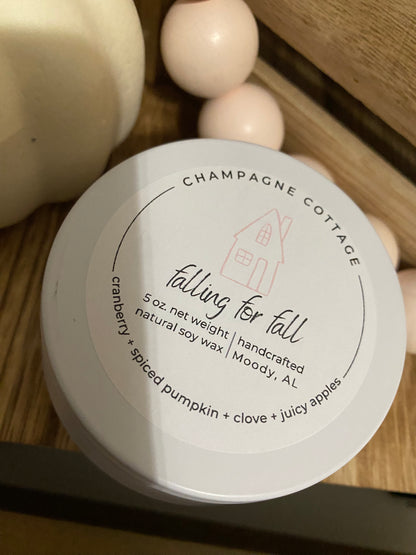 CHAMPAGNE COTTAGE
falling for fall
5 oz. net weight | handcrafted
natural soy wax | Moody, AL
cranberry + spiced pumpkin + clove + juicy apples